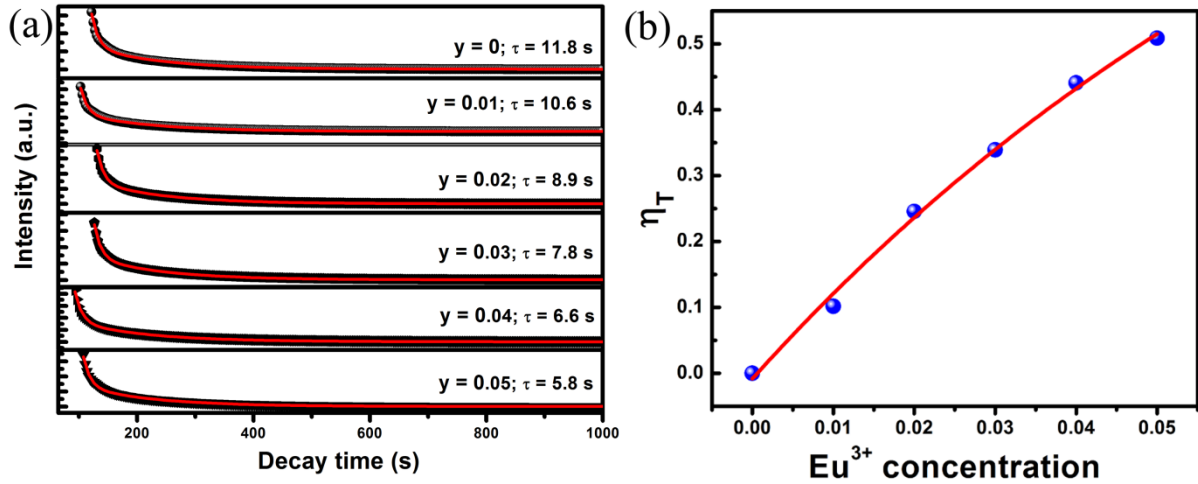 (a)
y = 0; τ = 11.8 s
y = 0.01; τ = 10.6 s
y = 0.02; τ = 8.9 s
y = 0.03; τ = 7.8 s
y = 0.04; τ = 6.6 s
y = 0.05; τ = 5.8 s
Intensity (a.u.)
200 400 600 800 1000
Decay time (s)
(b)
0.5
0.4
0.3
0.2
0.1
0.0
ηT
0.00 0.01 0.02 0.03 0.04 0.05
Eu3+ concentration